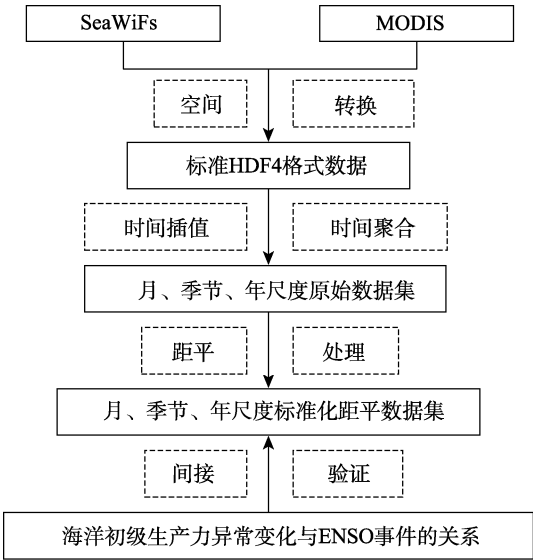 SeaWiFs MODIS
空间 转换
标准HDF4格式数据
时间插值 时间聚合
月、季节、年尺度原始数据集
距平 处理
月、季节、年尺度标准化距平数据集
间接 验证
海洋初级生产力异常变化与ENSO事件的关系